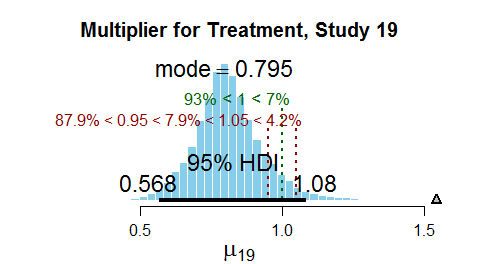 Multiplier for Treatment, Study 19
mode = 0.795
93% < 1 < 7%
87.9% < 0.95 < 7.9% < 1.05 < 4.2%
95% HDI
0.568 1.08
0.5 1.0 1.5
μ19